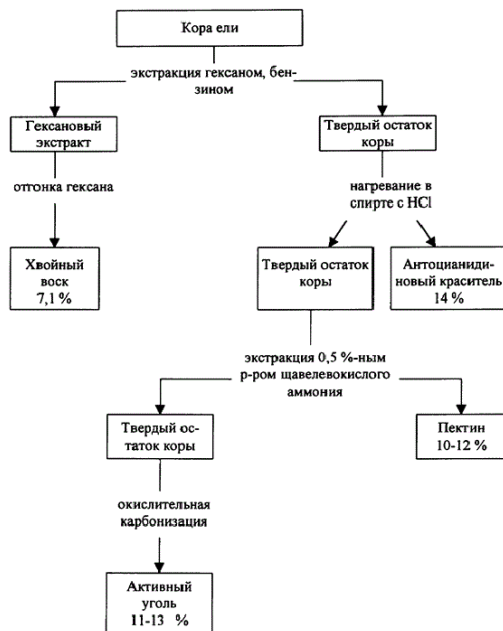 Кора ели
экстракция гексаном, бен-
зином
Гексановый
экстракт
Твердый остаток
коры
отгонка гексана
нагревание в
спирте с HCl
Хвойный
воск
7,1 %
Твердый остаток
коры
Антоцианиди-
новый краситель
14 %
экстракция 0,5 %-ным
р-ром щавелевокислого
аммония
Твердый ос-
таток коры
Пектин
10-12 %
окислительная
карбонизация
Активный
уголь
11-13 %